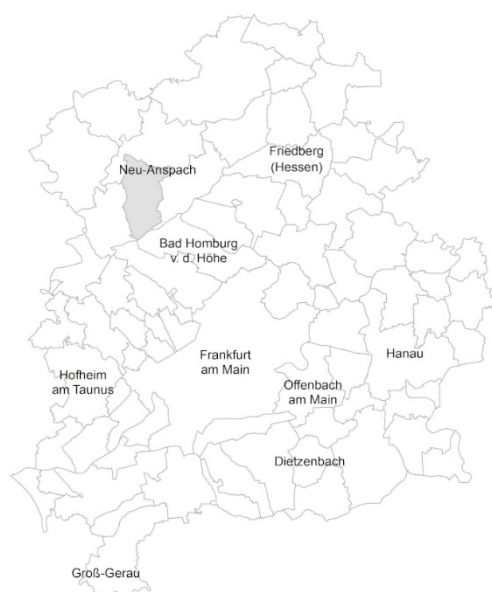 Neu-Anspach
Friedberg
(Hessen)
Bad Homburg
v. d. Höhe
Frankfurt
am Main
Hanau
Hofheim
am Taunus
Offenbach
am Main
Dietzenbach
Groß-Gerau